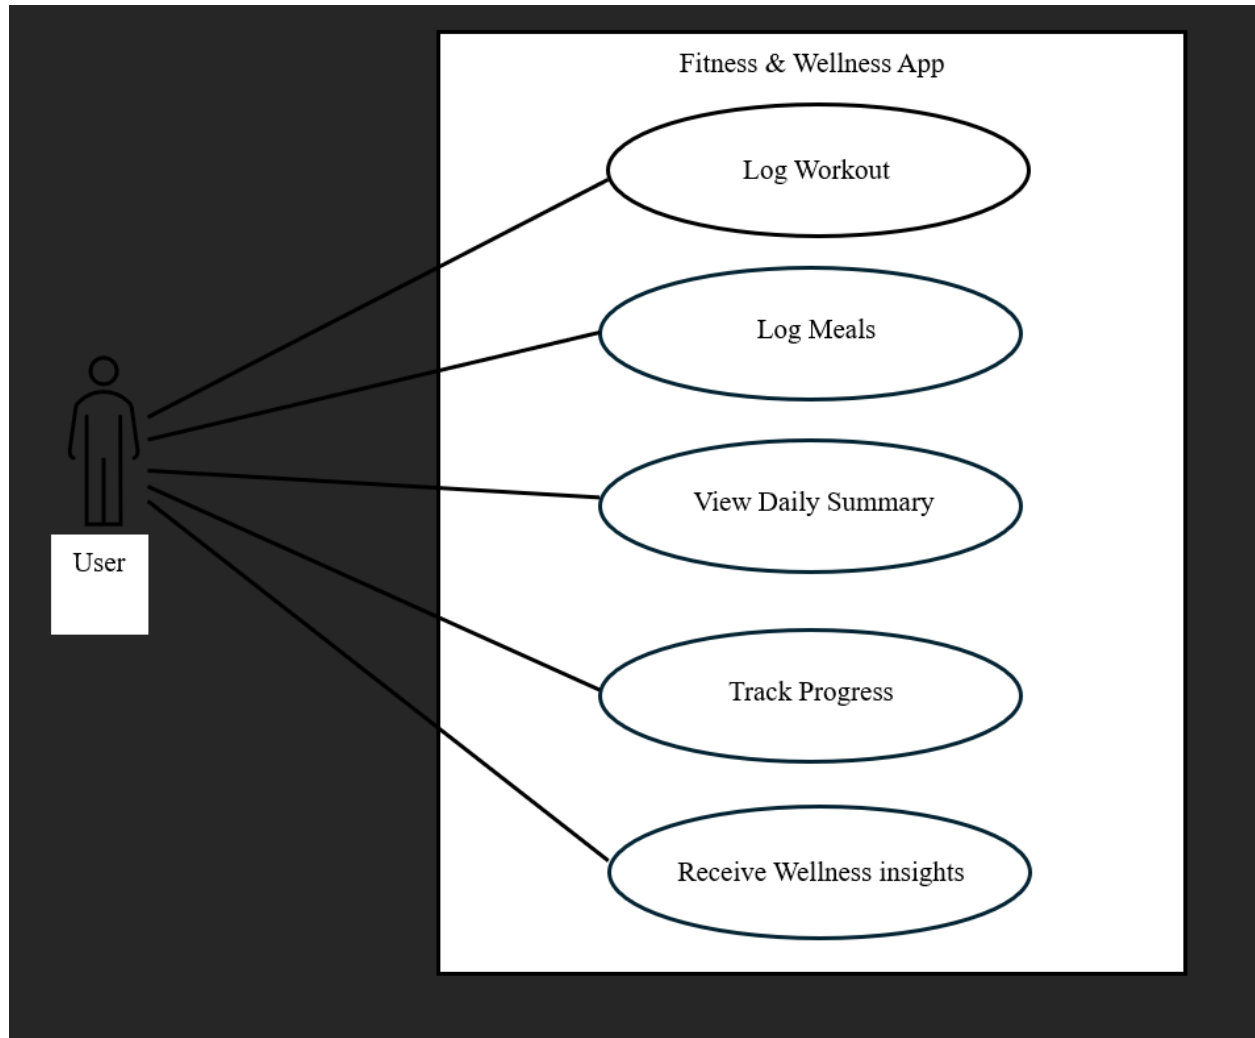 Fitness & Wellness App
Log Workout
Log Meals
View Daily Summary
User
Track Progress
Receive Wellness insights